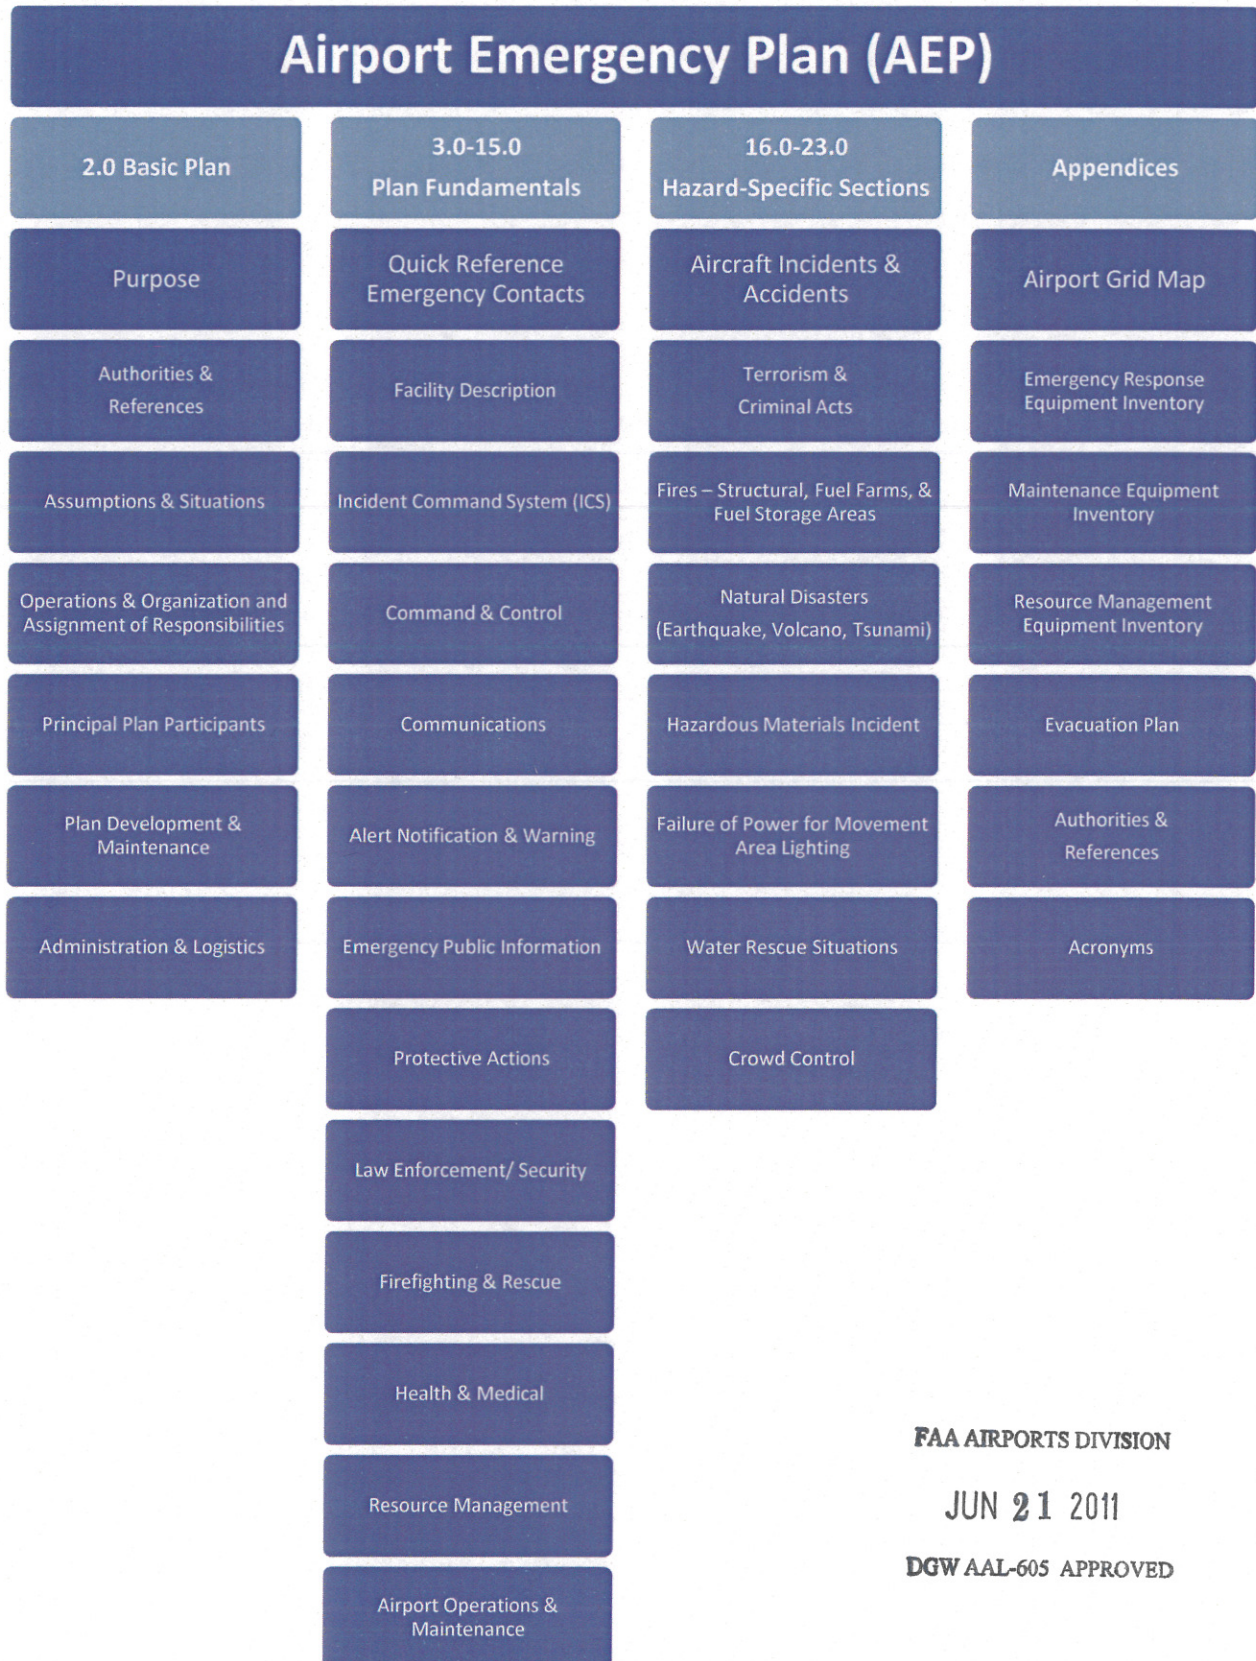 Airport Emergency Plan (AEP)
2.0 Basic Plan
Purpose
Authorities &
References
Assumptions & Situations
Operations & Organization and
Assignment of Responsibilities
Principal Plan Participants
Plan Development &
Maintenance
Administration & Logistics
3.0-15.0
Plan Fundamentals
Quick Reference
Emergency Contacts
Facility Description
Incident Command System (ICS)
Command & Control
Communications
Alert Notification & Warning
Emergency Public Information
Protective Actions
Law Enforcement/ Security
Firefighting & Rescue
Health & Medical
Resource Management
Airport Operations &
Maintenance
16.0-23.0
Hazard-Specific Sections
Aircraft Incidents &
Accidents
Terrorism &
Criminal Acts
Fires – Structural, Fuel Farms, &
Fuel Storage Areas
Natural Disasters
(Earthquake, Volcano, Tsunami)
Hazardous Materials Incident
Failure of Power for Movement
Area Lighting
Water Rescue Situations
Crowd Control
Appendices
Airport Grid Map
Emergency Response
Equipment Inventory
Maintenance Equipment
Inventory
Resource Management
Equipment Inventory
Evacuation Plan
Authorities &
References
Acronyms
FAA AIRPORTS DIVISION
JUN 21 2011
DGW AAL-605 APPROVED